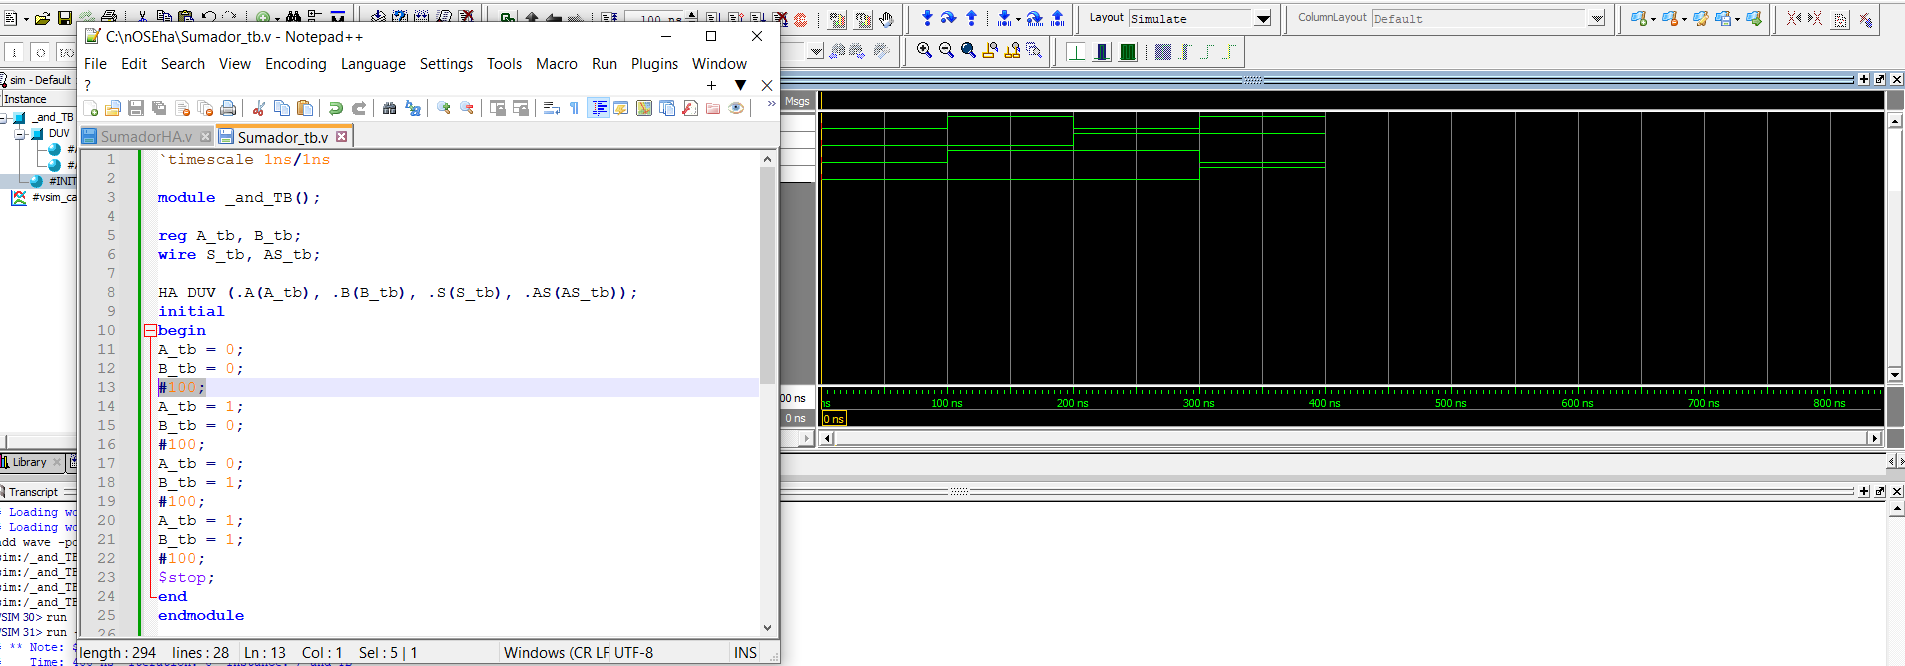 100 ns
Layout Simulate
ColumnLayout Default
C:\nOSEha\Sumador_tb.v - Notepad++
File Edit Search View Encoding Language Settings Tools Macro Run Plugins Window
?
sim - Default
Instance
_and_TB
DUV
#INIT
#vsim_ca
SumadorHA.v
Sumador_tb.v
1 `timescale 1ns/1ns
2
3 module _and_TB();
4
5 reg A_tb, B_tb;
6 wire S_tb, AS_tb;
7
8 HA DUV (.A(A_tb), .B(B_tb), .S(S_tb), .AS(AS_tb));
9 initial
10 begin
11 A_tb = 0;
12 B_tb = 0;
13 #100;
14 A_tb = 1;
15 B_tb = 0;
16 #100;
17 A_tb = 0;
18 B_tb = 1;
19 #100;
20 A_tb = 1;
21 B_tb = 1;
22 #100;
23 $stop;
24 end
25 endmodule
26
length : 294 lines : 28 Ln : 13 Col : 1 Sel : 5 | 1 Windows (CR LF UTF-8 INS
Msgs
00 ns
0 ns
ns 100 ns 200 ns 300 ns 400 ns 500 ns 600 ns 700 ns 800 ns
0 ns
Library
Transcript
Loading wo
Loading wo
add wave -po
sim:/_and_TE
sim:/_and_TE
sim:/_and_TE
sim:/_and_TE
VSIM 30> run
VSIM 31> run
** Note: $
Time: